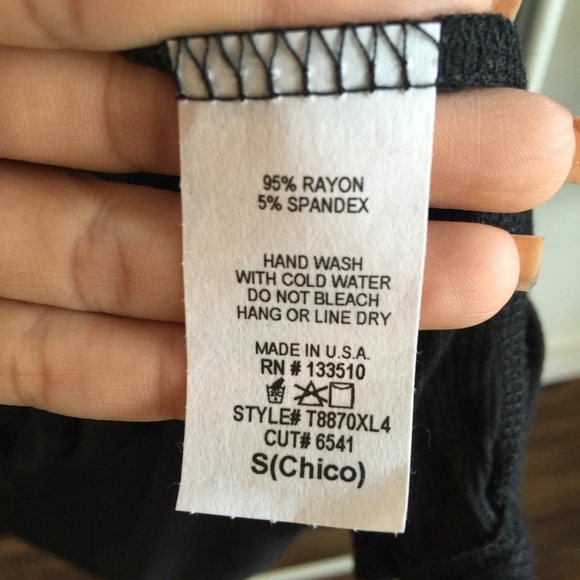 95% RAYON
5% SPANDEX
HAND WASH
WITH COLD WATER
DO NOT BLEACH
HANG OR LINE DRY
MADE IN U.S.A.
RN # 133510
STYLE# T8870XL4
CUT# 6541
S(Chico)